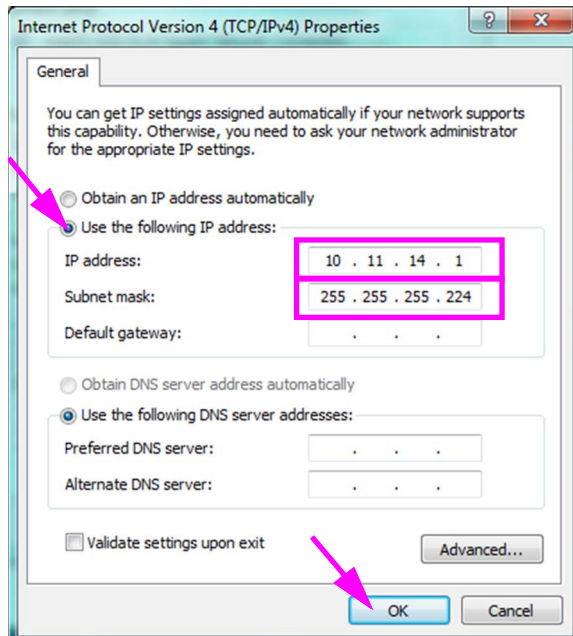 Internet Protocol Version 4 (TCP/IPv4) Properties
General
You can get IP settings assigned automatically if your network supports
this capability. Otherwise, you need to ask your network administrator
for the appropriate IP settings.
Obtain an IP address automatically
Use the following IP address:
IP address: 10 . 11 . 14 . 1
Subnet mask: 255 . 255 . 255 . 224
Default gateway: . . .
Obtain DNS server address automatically
Use the following DNS server addresses:
Preferred DNS server: . . .
Alternate DNS server: . . .
Validate settings upon exit
Advanced...
OK Cancel